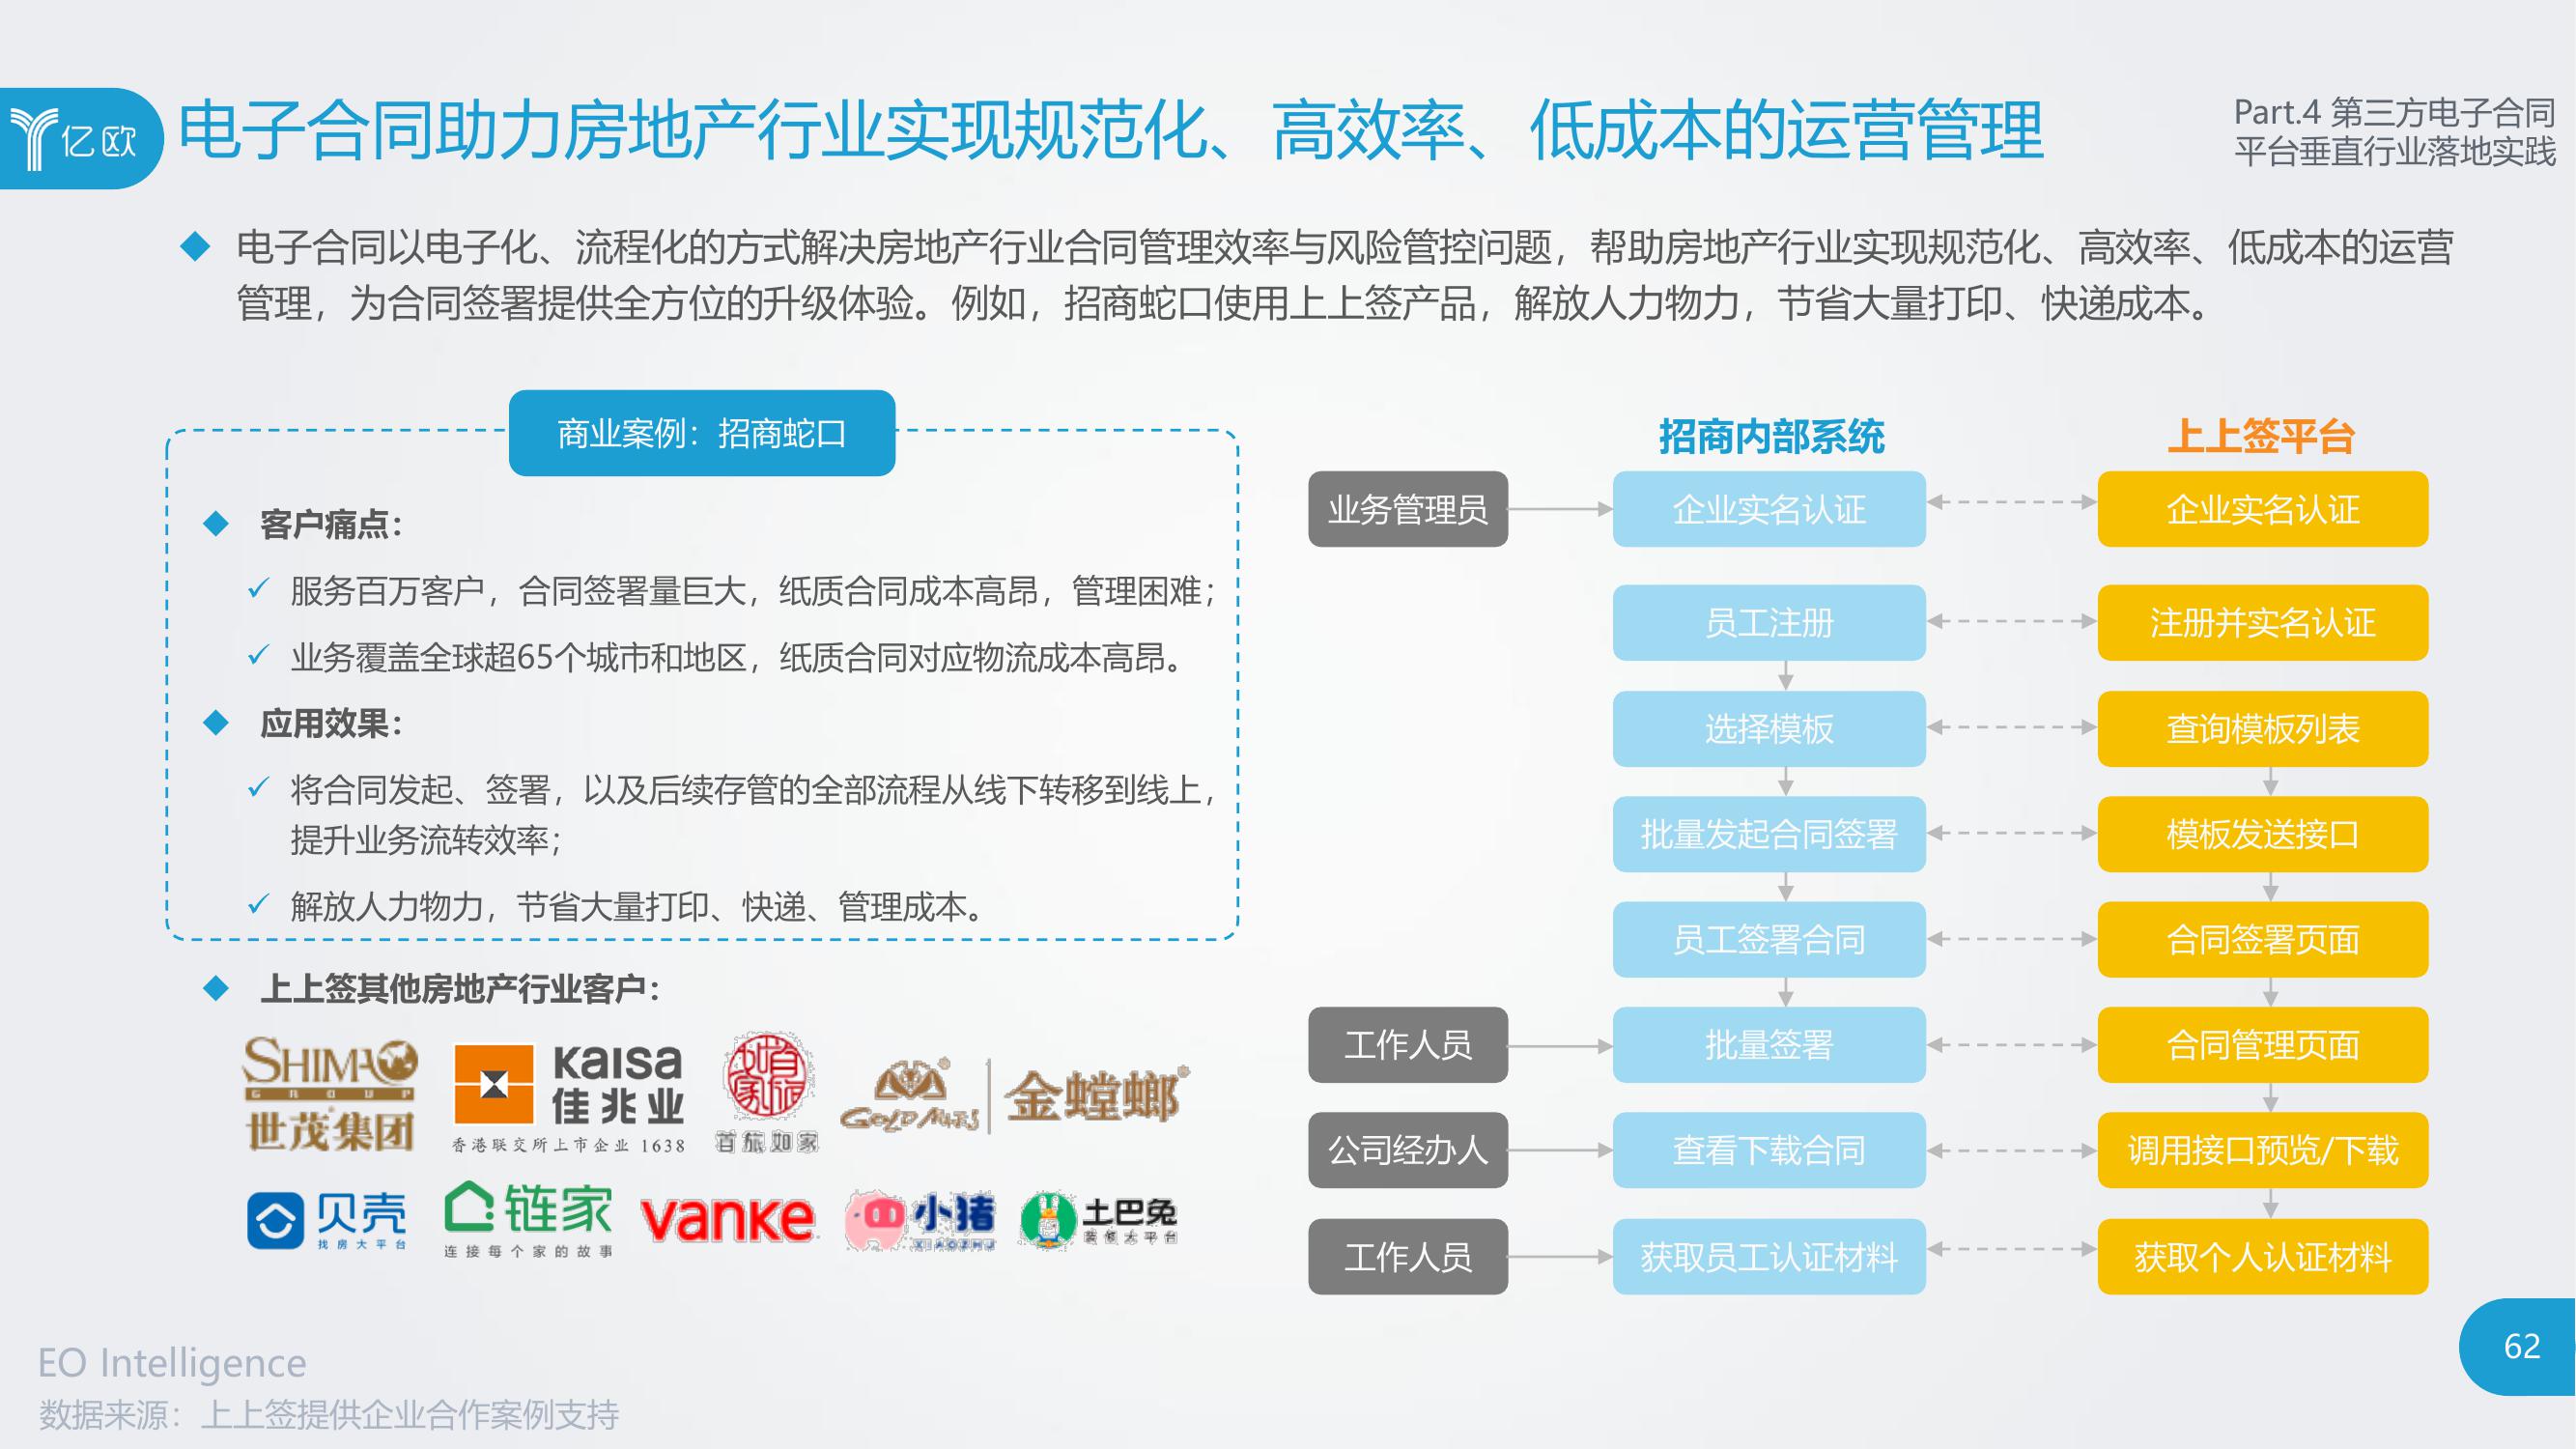 亿欧
电子合同助力房地产行业实现规范化、高效率、低成本的运营管理
Part.4 第三方电子合同
平台垂直行业落地实践
电子合同以电子化、流程化的方式解决房地产行业合同管理效率与风险管控问题，帮助房地产行业实现规范化、高效率、低成本的运营
管理，为合同签署提供全方位的升级体验。例如，招商蛇口使用上上签产品，解放人力物力，节省大量打印、快递成本。
商业案例：招商蛇口
客户痛点：
服务百万客户，合同签署量巨大，纸质合同成本高昂，管理困难；
业务覆盖全球超65个城市和地区，纸质合同对应物流成本高昂。
应用效果：
将合同发起、签署，以及后续存管的全部流程从线下转移到线上，
提升业务流转效率；
解放人力物力，节省大量打印、快递、管理成本。
上上签其他房地产行业客户：
SHIMAO
GROUP
世茂集团
Kaisa
佳兆业
香港联交所上市企业 1638
首旅如家
首旅如家
GOLD MANTIS
金螳螂
贝壳
找房大平台
链家
连接每个家的故事
vanke
小猪
土巴兔
装修大平台
招商内部系统
上上签平台
业务管理员
企业实名认证
企业实名认证
员工注册
注册并实名认证
选择模板
查询模板列表
批量发起合同签署
模板发送接口
员工签署合同
合同签署页面
工作人员
批量签署
合同管理页面
公司经办人
查看下载合同
调用接口预览/下载
工作人员
获取员工认证材料
获取个人认证材料
EO Intelligence
数据来源：上上签提供企业合作案例支持
62